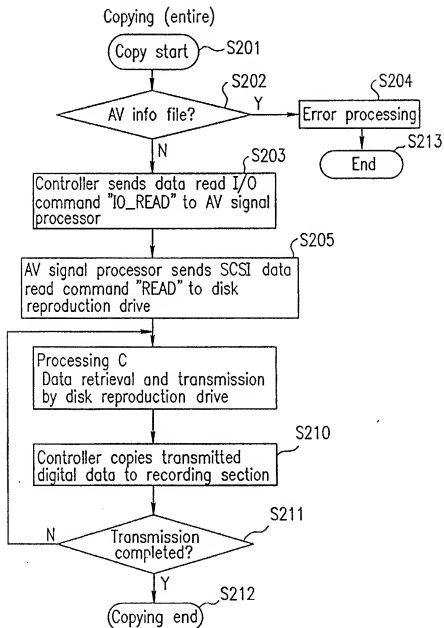 Copying (entire)
Copy start
S201
S202
AV info file?
Y
S204
Error processing
S213
End
N
S203
Controller sends data read I/O
command "IO_READ" to AV signal
processor
S205
AV signal processor sends SCSI data
read command "READ" to disk
reproduction drive
Processing C
Data retrieval and transmission
by disk reproduction drive
S210
Controller copies transmitted
digital data to recording section
S211
N
Transmission
completed?
Y
S212
Copying end